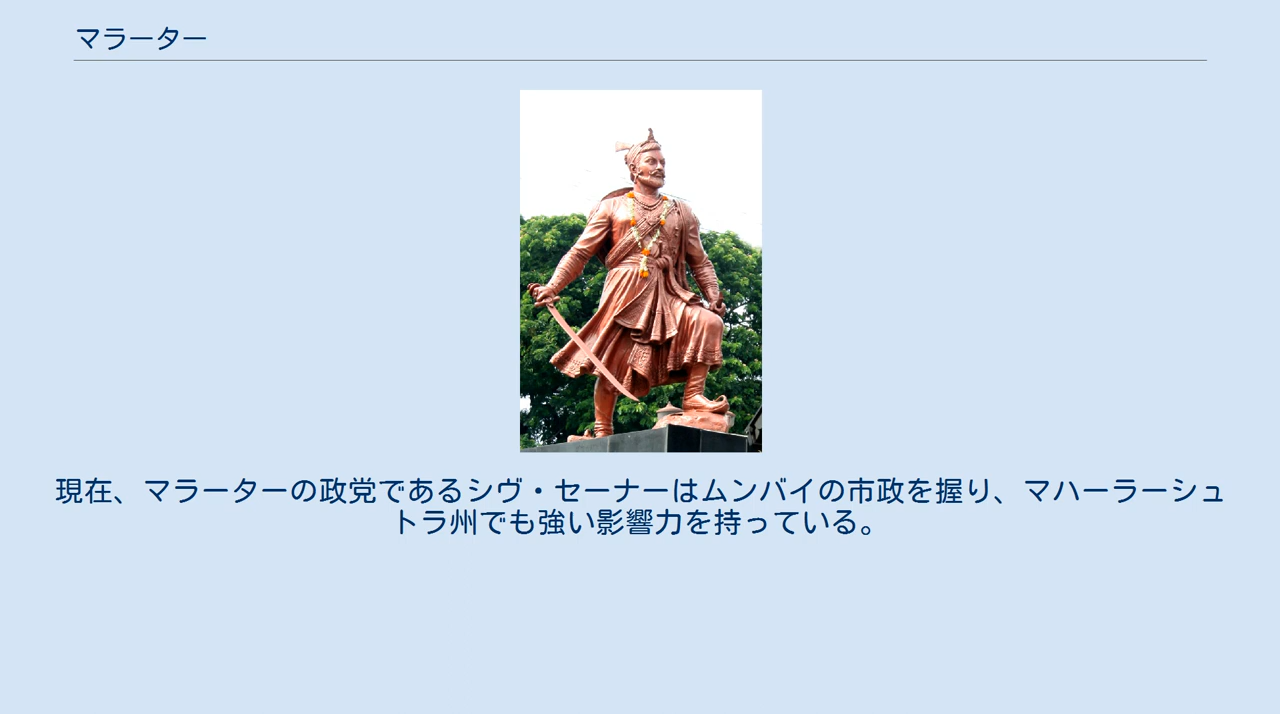 マラーター
現在、マラーターの政党であるシヴ・セーナーはムンバイの市政を握り、マハーラーシュ
トラ州でも強い影響力を持っている。